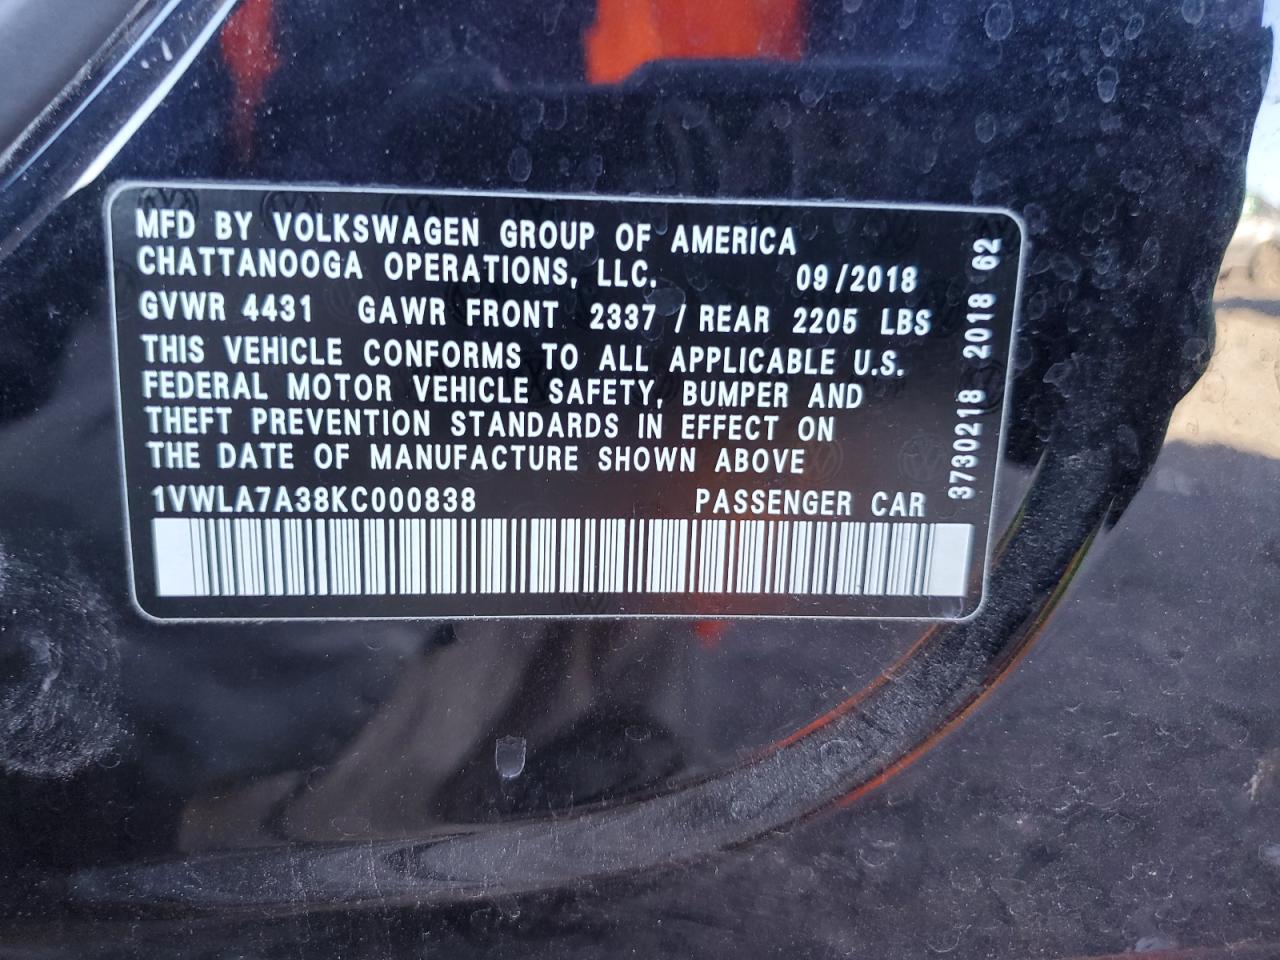 MFD BY VOLKSWAGEN GROUP OF AMERICA
CHATTANOOGA OPERATIONS, LLC. 09/2018
GVWR 4431 GAWR FRONT 2337 / REAR 2205 LBS
THIS VEHICLE CONFORMS TO ALL APPLICABLE U.S.
FEDERAL MOTOR VEHICLE SAFETY, BUMPER AND
THEFT PREVENTION STANDARDS IN EFFECT ON
THE DATE OF MANUFACTURE SHOWN ABOVE
1VWLA7A38KC000838 PASSENGER CAR
3730218 2018 62